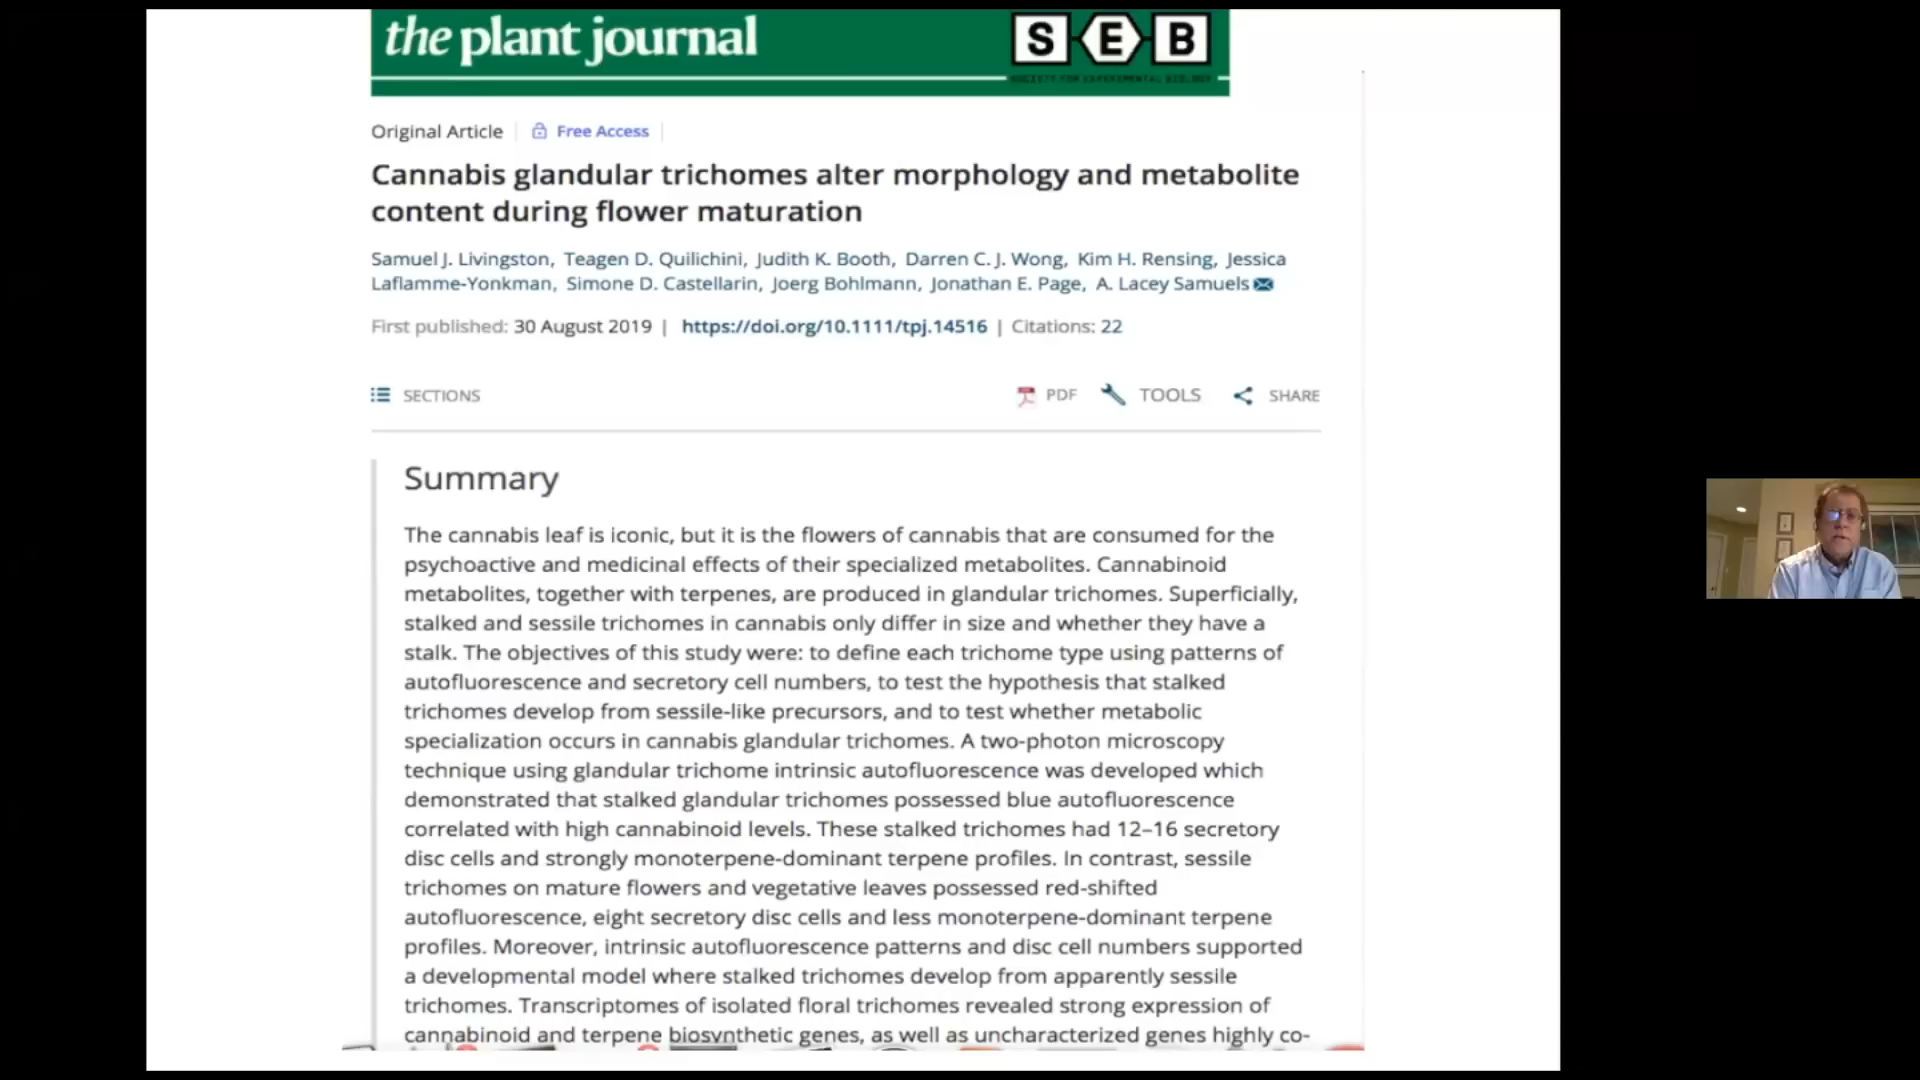 the plant journal
S E B
SOCIETY FOR EXPERIMENTAL BIOLOGY
Original Article
Free Access
Cannabis glandular trichomes alter morphology and metabolite
content during flower maturation
Samuel J. Livingston, Teagen D. Quilichini, Judith K. Booth, Darren C. J. Wong, Kim H. Rensing, Jessica
Laflamme-Yonkman, Simone D. Castellarin, Joerg Bohlmann, Jonathan E. Page, A. Lacey Samuels
First published: 30 August 2019 | https://doi.org/10.1111/tpj.14516 | Citations: 22
SECTIONS
PDF TOOLS SHARE
Summary
The cannabis leaf is iconic, but it is the flowers of cannabis that are consumed for the
psychoactive and medicinal effects of their specialized metabolites. Cannabinoid
metabolites, together with terpenes, are produced in glandular trichomes. Superficially,
stalked and sessile trichomes in cannabis only differ in size and whether they have a
stalk. The objectives of this study were: to define each trichome type using patterns of
autofluorescence and secretory cell numbers, to test the hypothesis that stalked
trichomes develop from sessile-like precursors, and to test whether metabolic
specialization occurs in cannabis glandular trichomes. A two-photon microscopy
technique using glandular trichome intrinsic autofluorescence was developed which
demonstrated that stalked glandular trichomes possessed blue autofluorescence
correlated with high cannabinoid levels. These stalked trichomes had 12–16 secretory
disc cells and strongly monoterpene-dominant terpene profiles. In contrast, sessile
trichomes on mature flowers and vegetative leaves possessed red-shifted
autofluorescence, eight secretory disc cells and less monoterpene-dominant terpene
profiles. Moreover, intrinsic autofluorescence patterns and disc cell numbers supported
a developmental model where stalked trichomes develop from apparently sessile
trichomes. Transcriptomes of isolated floral trichomes revealed strong expression of
cannabinoid and terpene biosynthetic genes, as well as uncharacterized genes highly co-